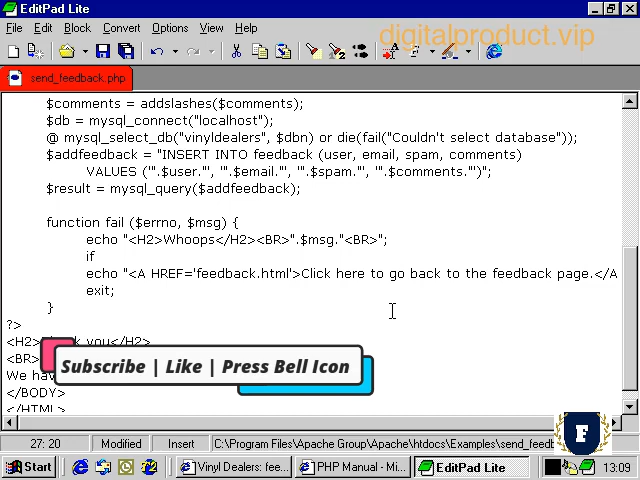 EditPad Lite
digitalproduct.vip
File Edit Block Convert Options View Help
send_feedback.php
$comments = addslashes($comments);
$db = mysql_connect("localhost");
@ mysql_select_db("vinyldealers", $dbn) or die(fail("Couldn't select database"));
$addfeedback = "INSERT INTO feedback (user, email, spam, comments)
VALUES ('".$user."', '".$email."', '".$spam."', '".$comments."')";
$result = mysql_query($addfeedback);
function fail ($errno, $msg) {
echo "<H2>Whoops</H2><BR>".$msg."<BR>";
if
echo "<A HREF='feedback.html'>Click here to go back to the feedback page.</A
exit;
}
?>
<H2> you</H2>
<BR>
We hav
</BODY>
</HTML>
Subscribe | Like | Press Bell Icon
F
27: 20 Modified Insert C:\Program Files\Apache Group\Apache\htdocs\Examples\send_feedb
Start Vinyl Dealers: fee... PHP Manual - Mi... EditPad Lite 13:09